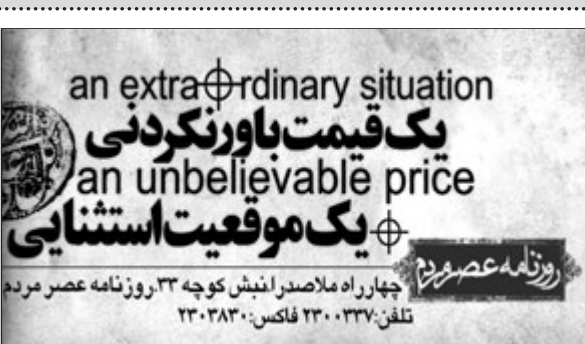 an extraordinary situation
یک قیمت باورنکردنی
an unbelievable price
یک موقعیت استثنایی
روزنامه عصر مردم
چهارراه ملاصدرا نبش کوچه ۳۳. روزنامه عصر مردم
تلفن: ۲۳۰۰۳۳۷ فاکس: ۲۳۰۳۸۳۰